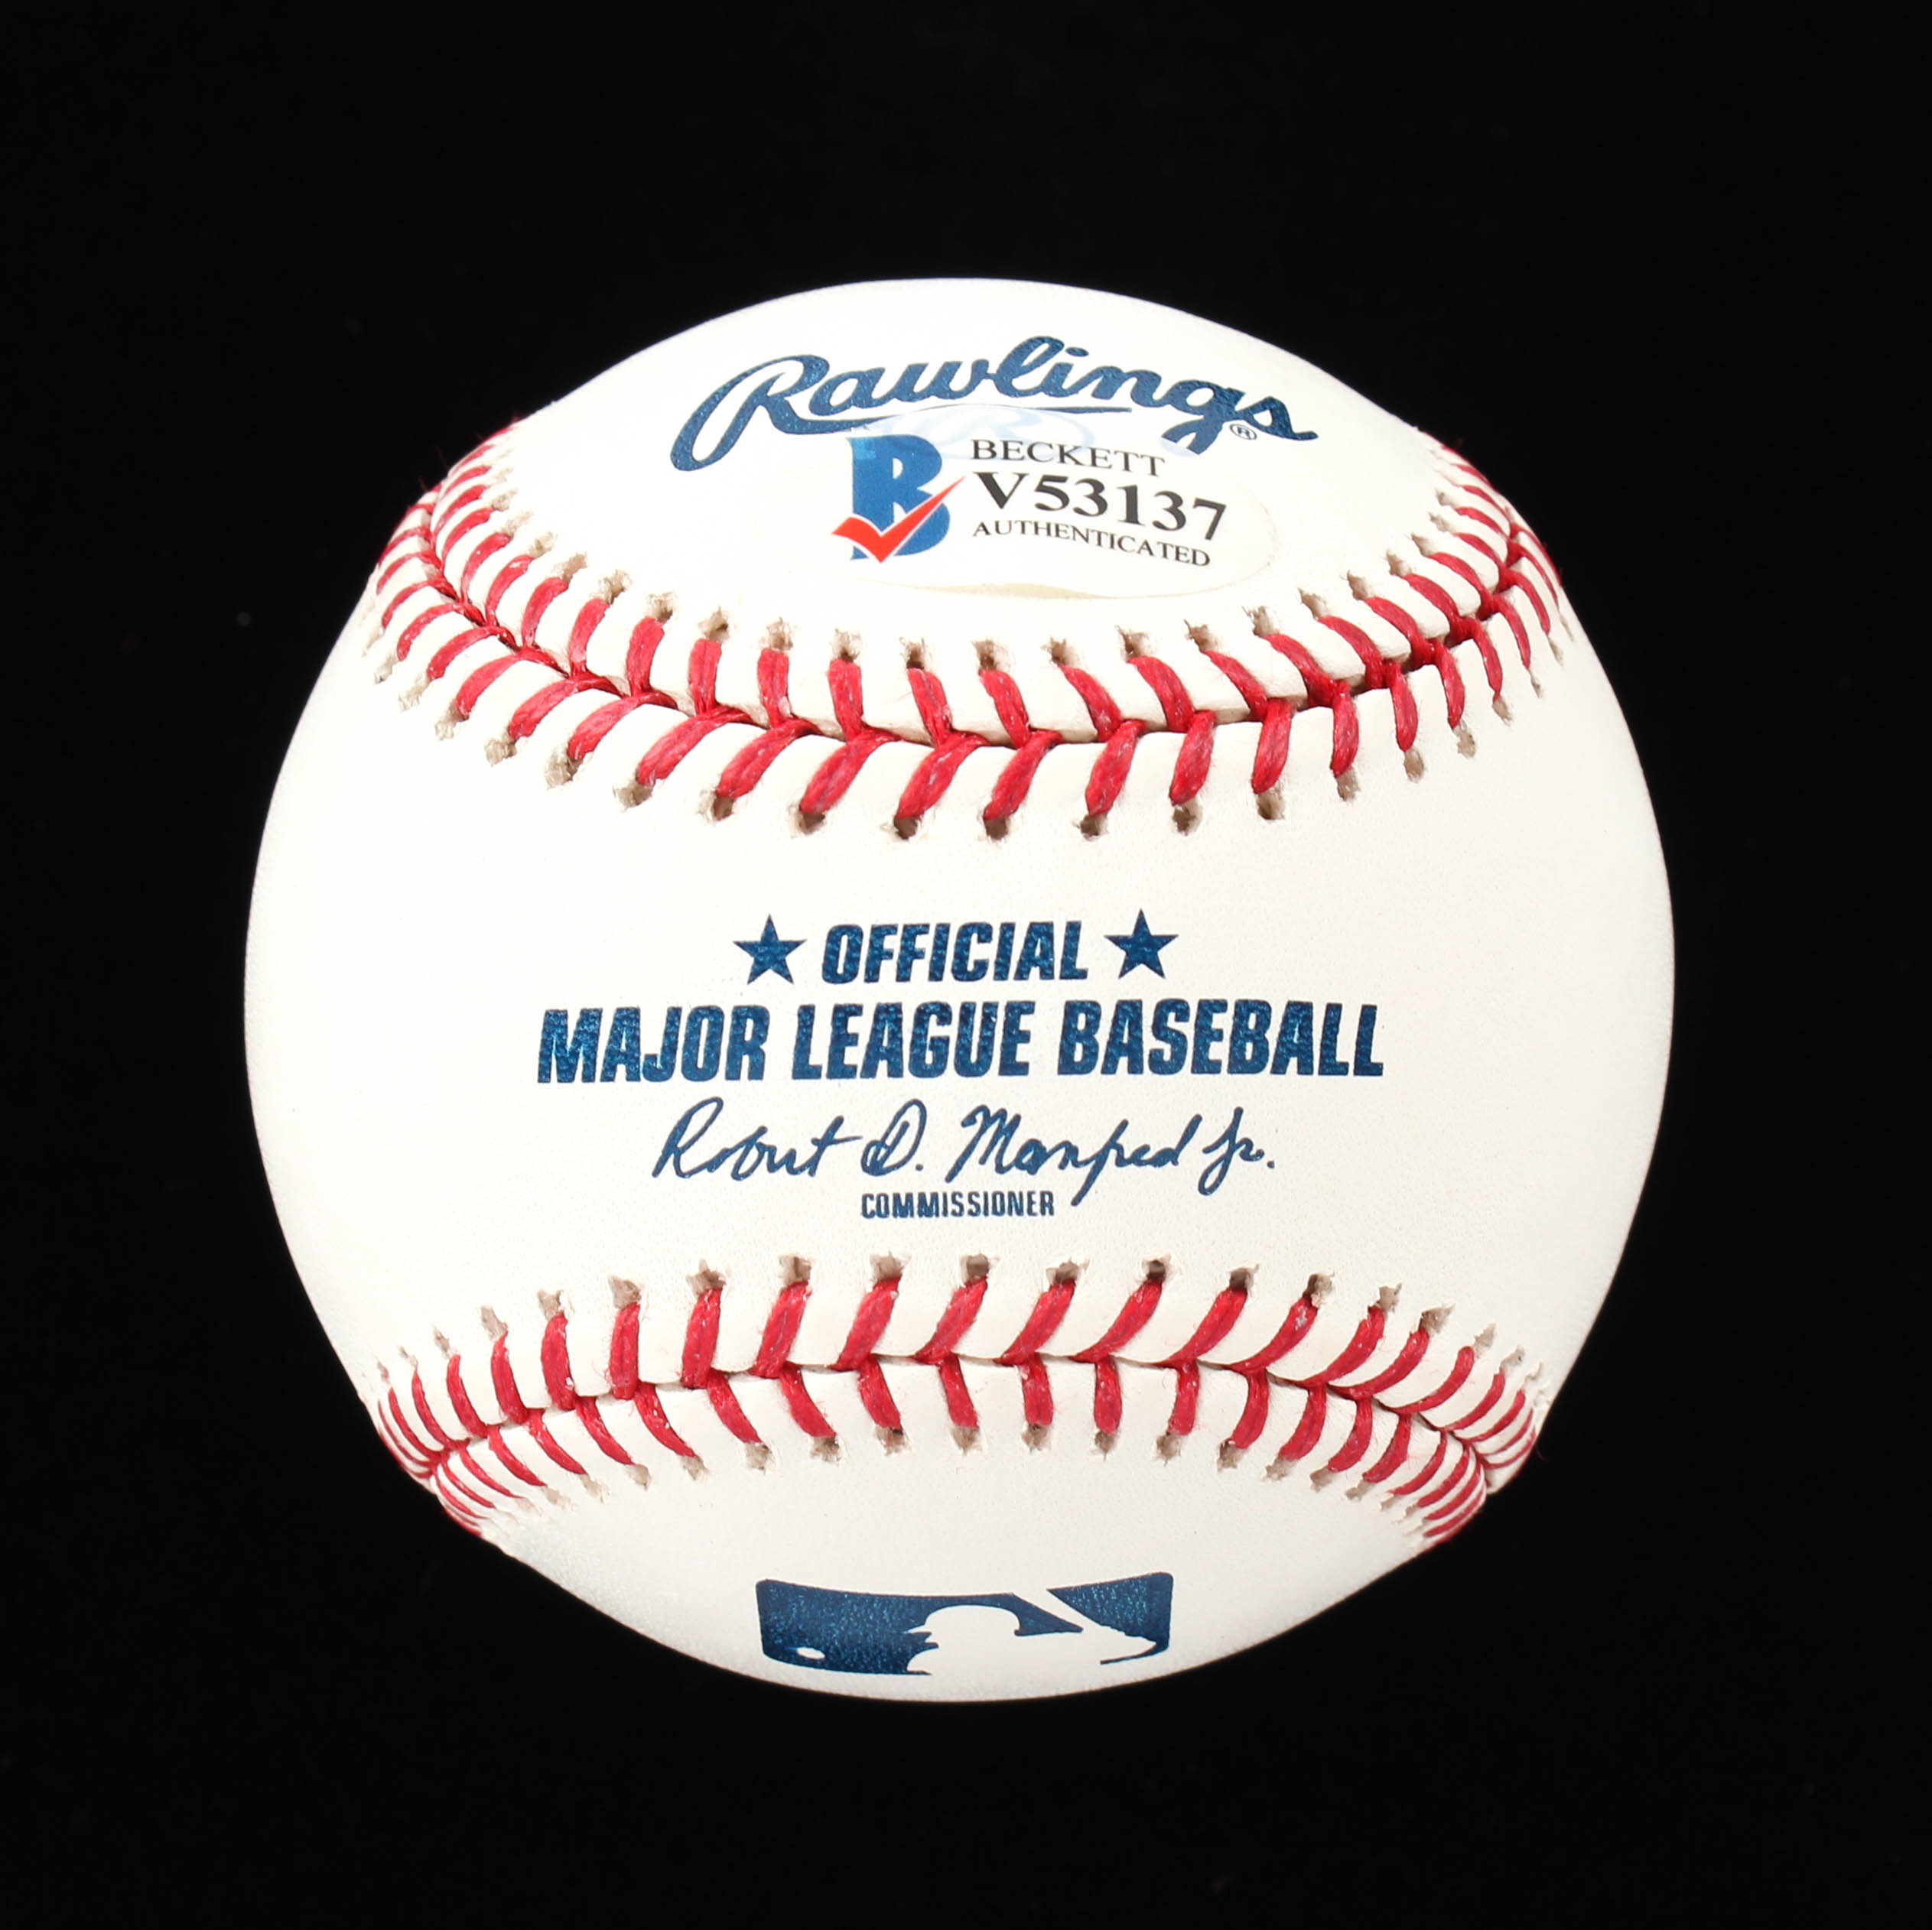 Rawlings®
BECKETT
V53137
AUTHENTICATED
★ OFFICIAL ★
MAJOR LEAGUE BASEBALL
Robert D. Manfred Jr.
COMMISSIONER